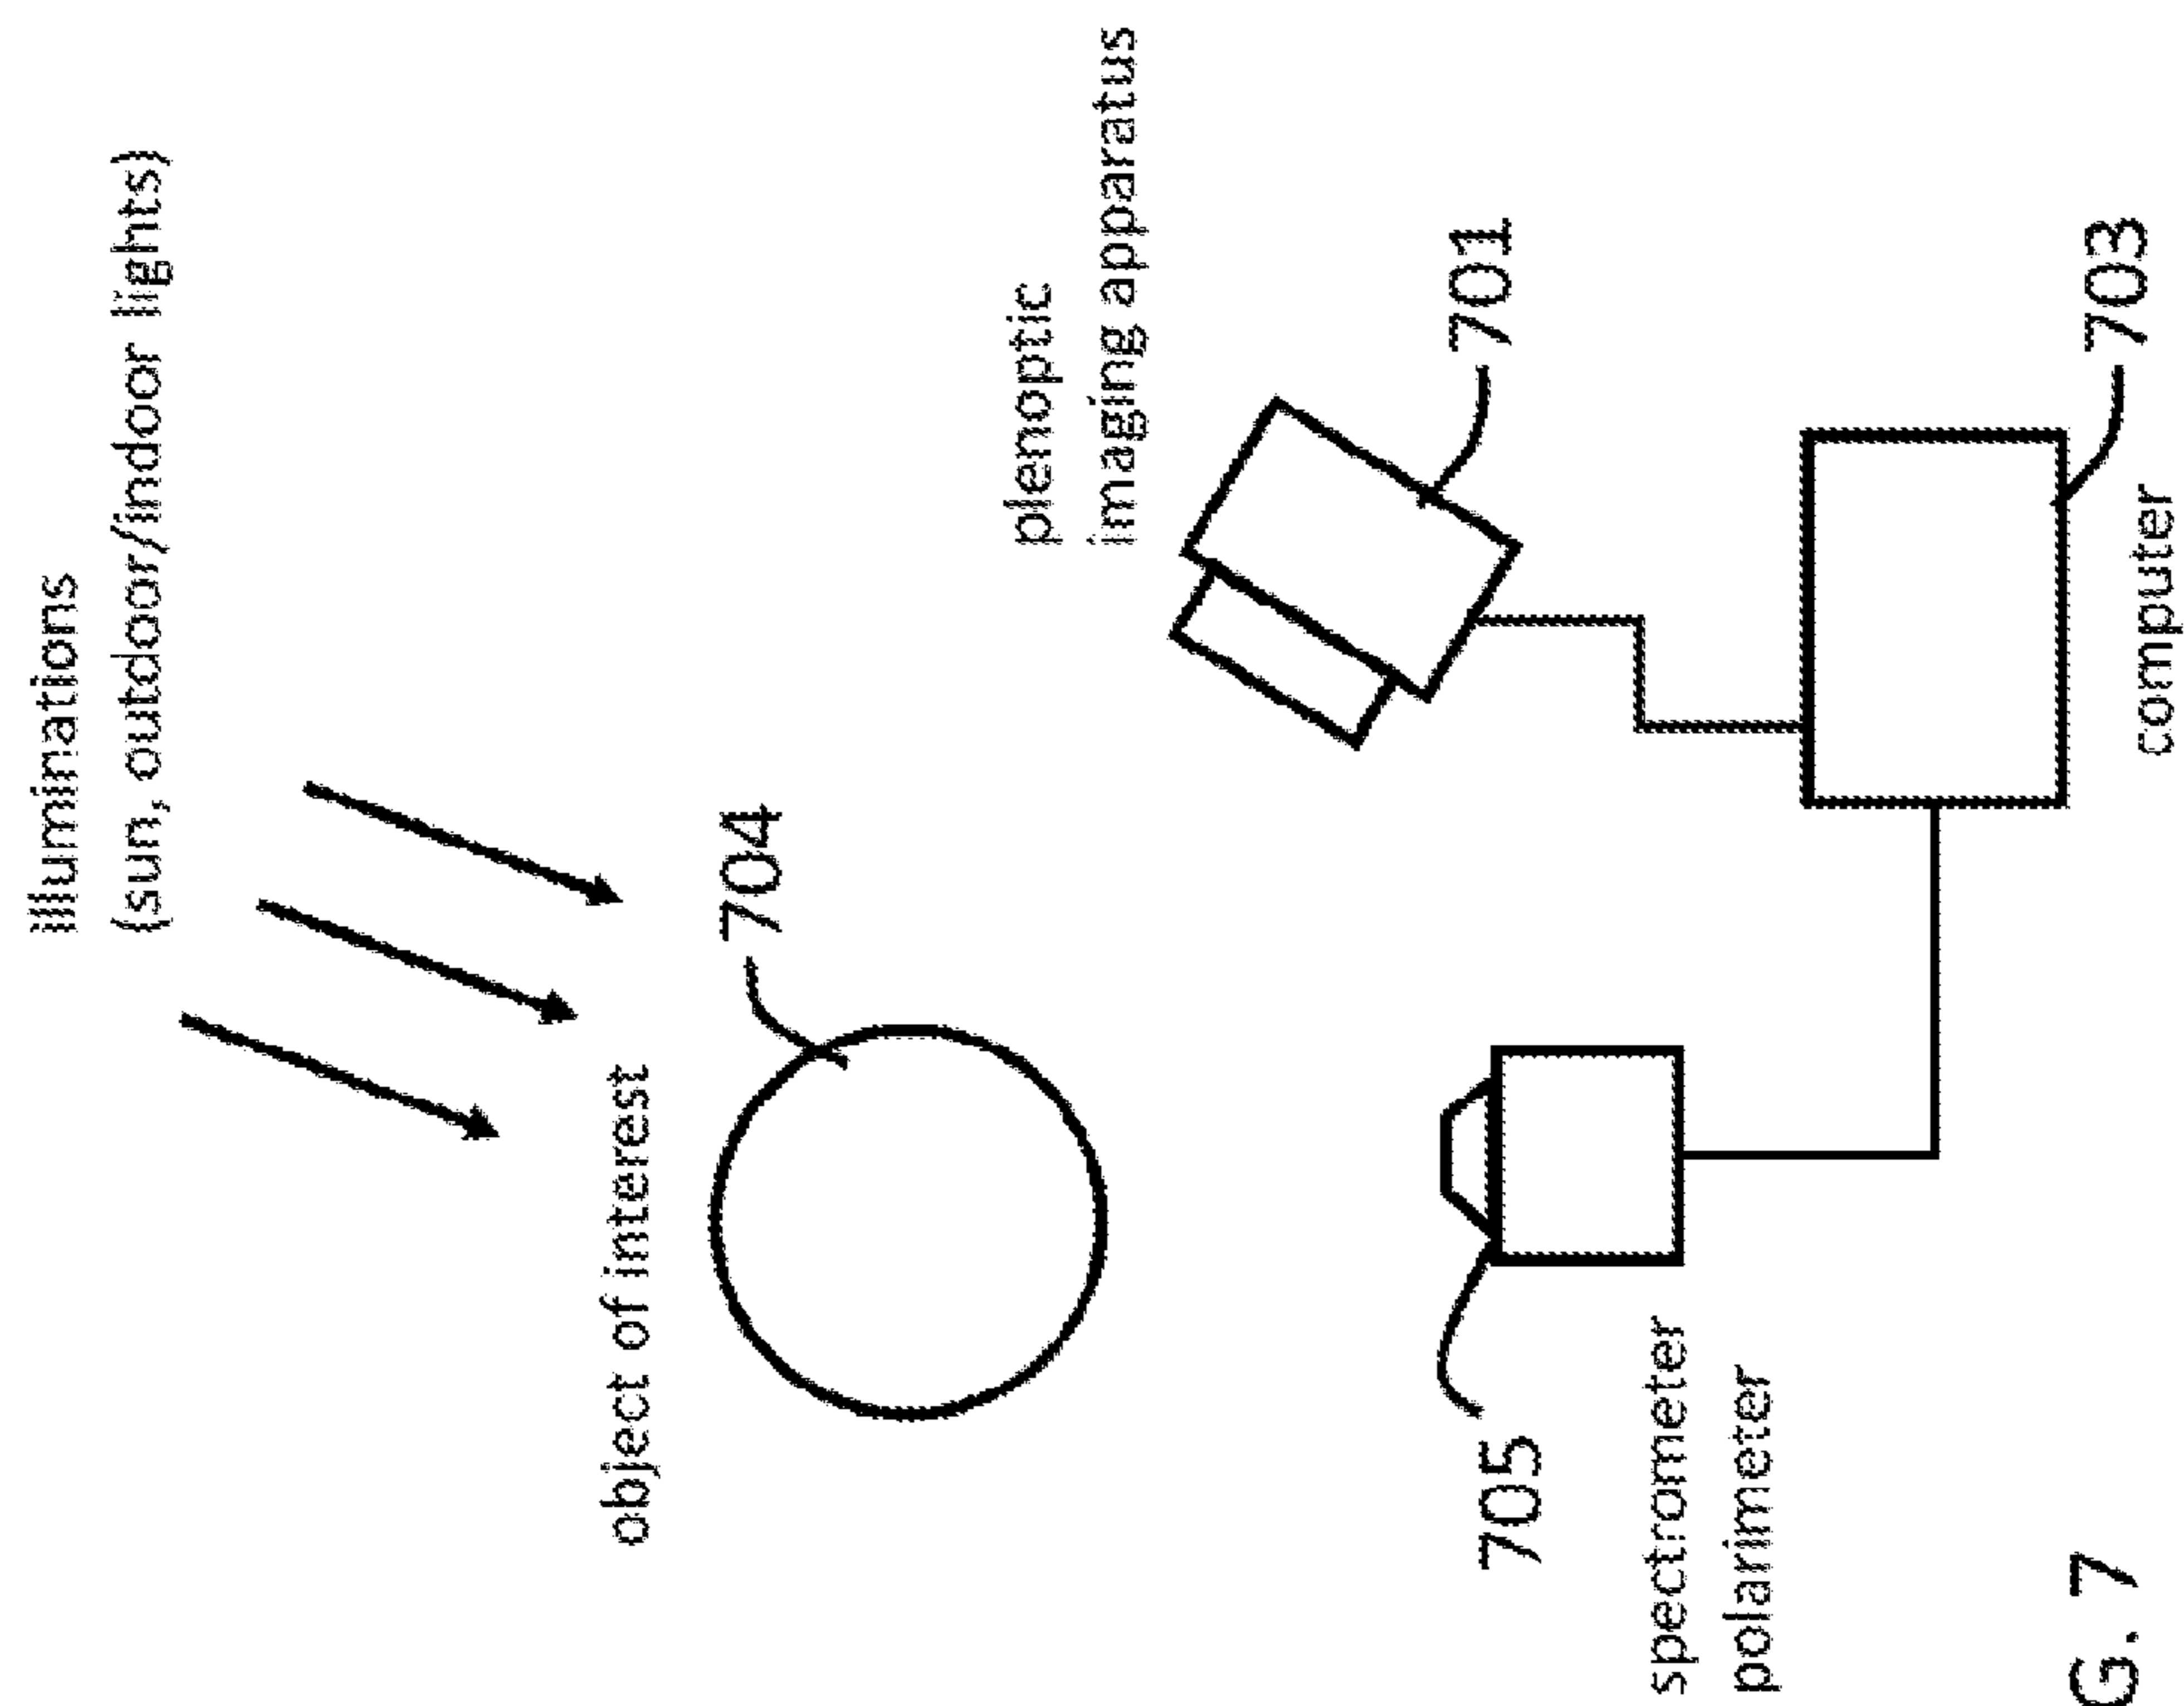 illuminations
(sun, outdoor/indoor lights)
object of interest
704
plenoptic
imaging apparatus
701
705
spectrometer
polarimeter
703
computer
G. 7